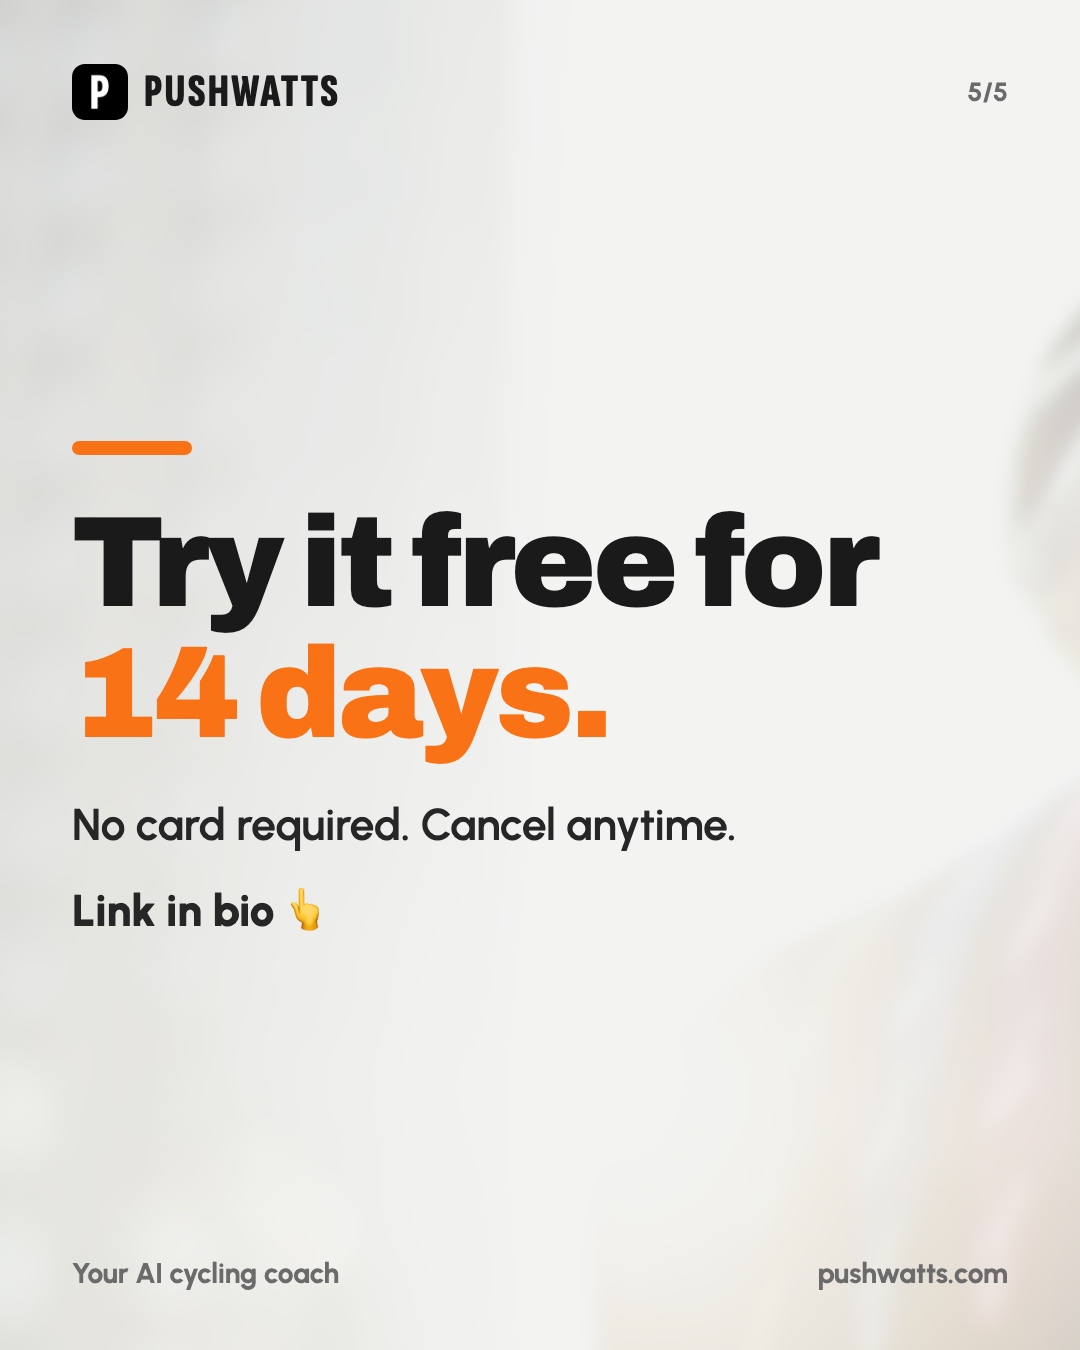 P PUSHWATTS
5/5
Try it free for
14 days.
No card required. Cancel anytime.
Link in bio 👆
Your AI cycling coach
pushwatts.com